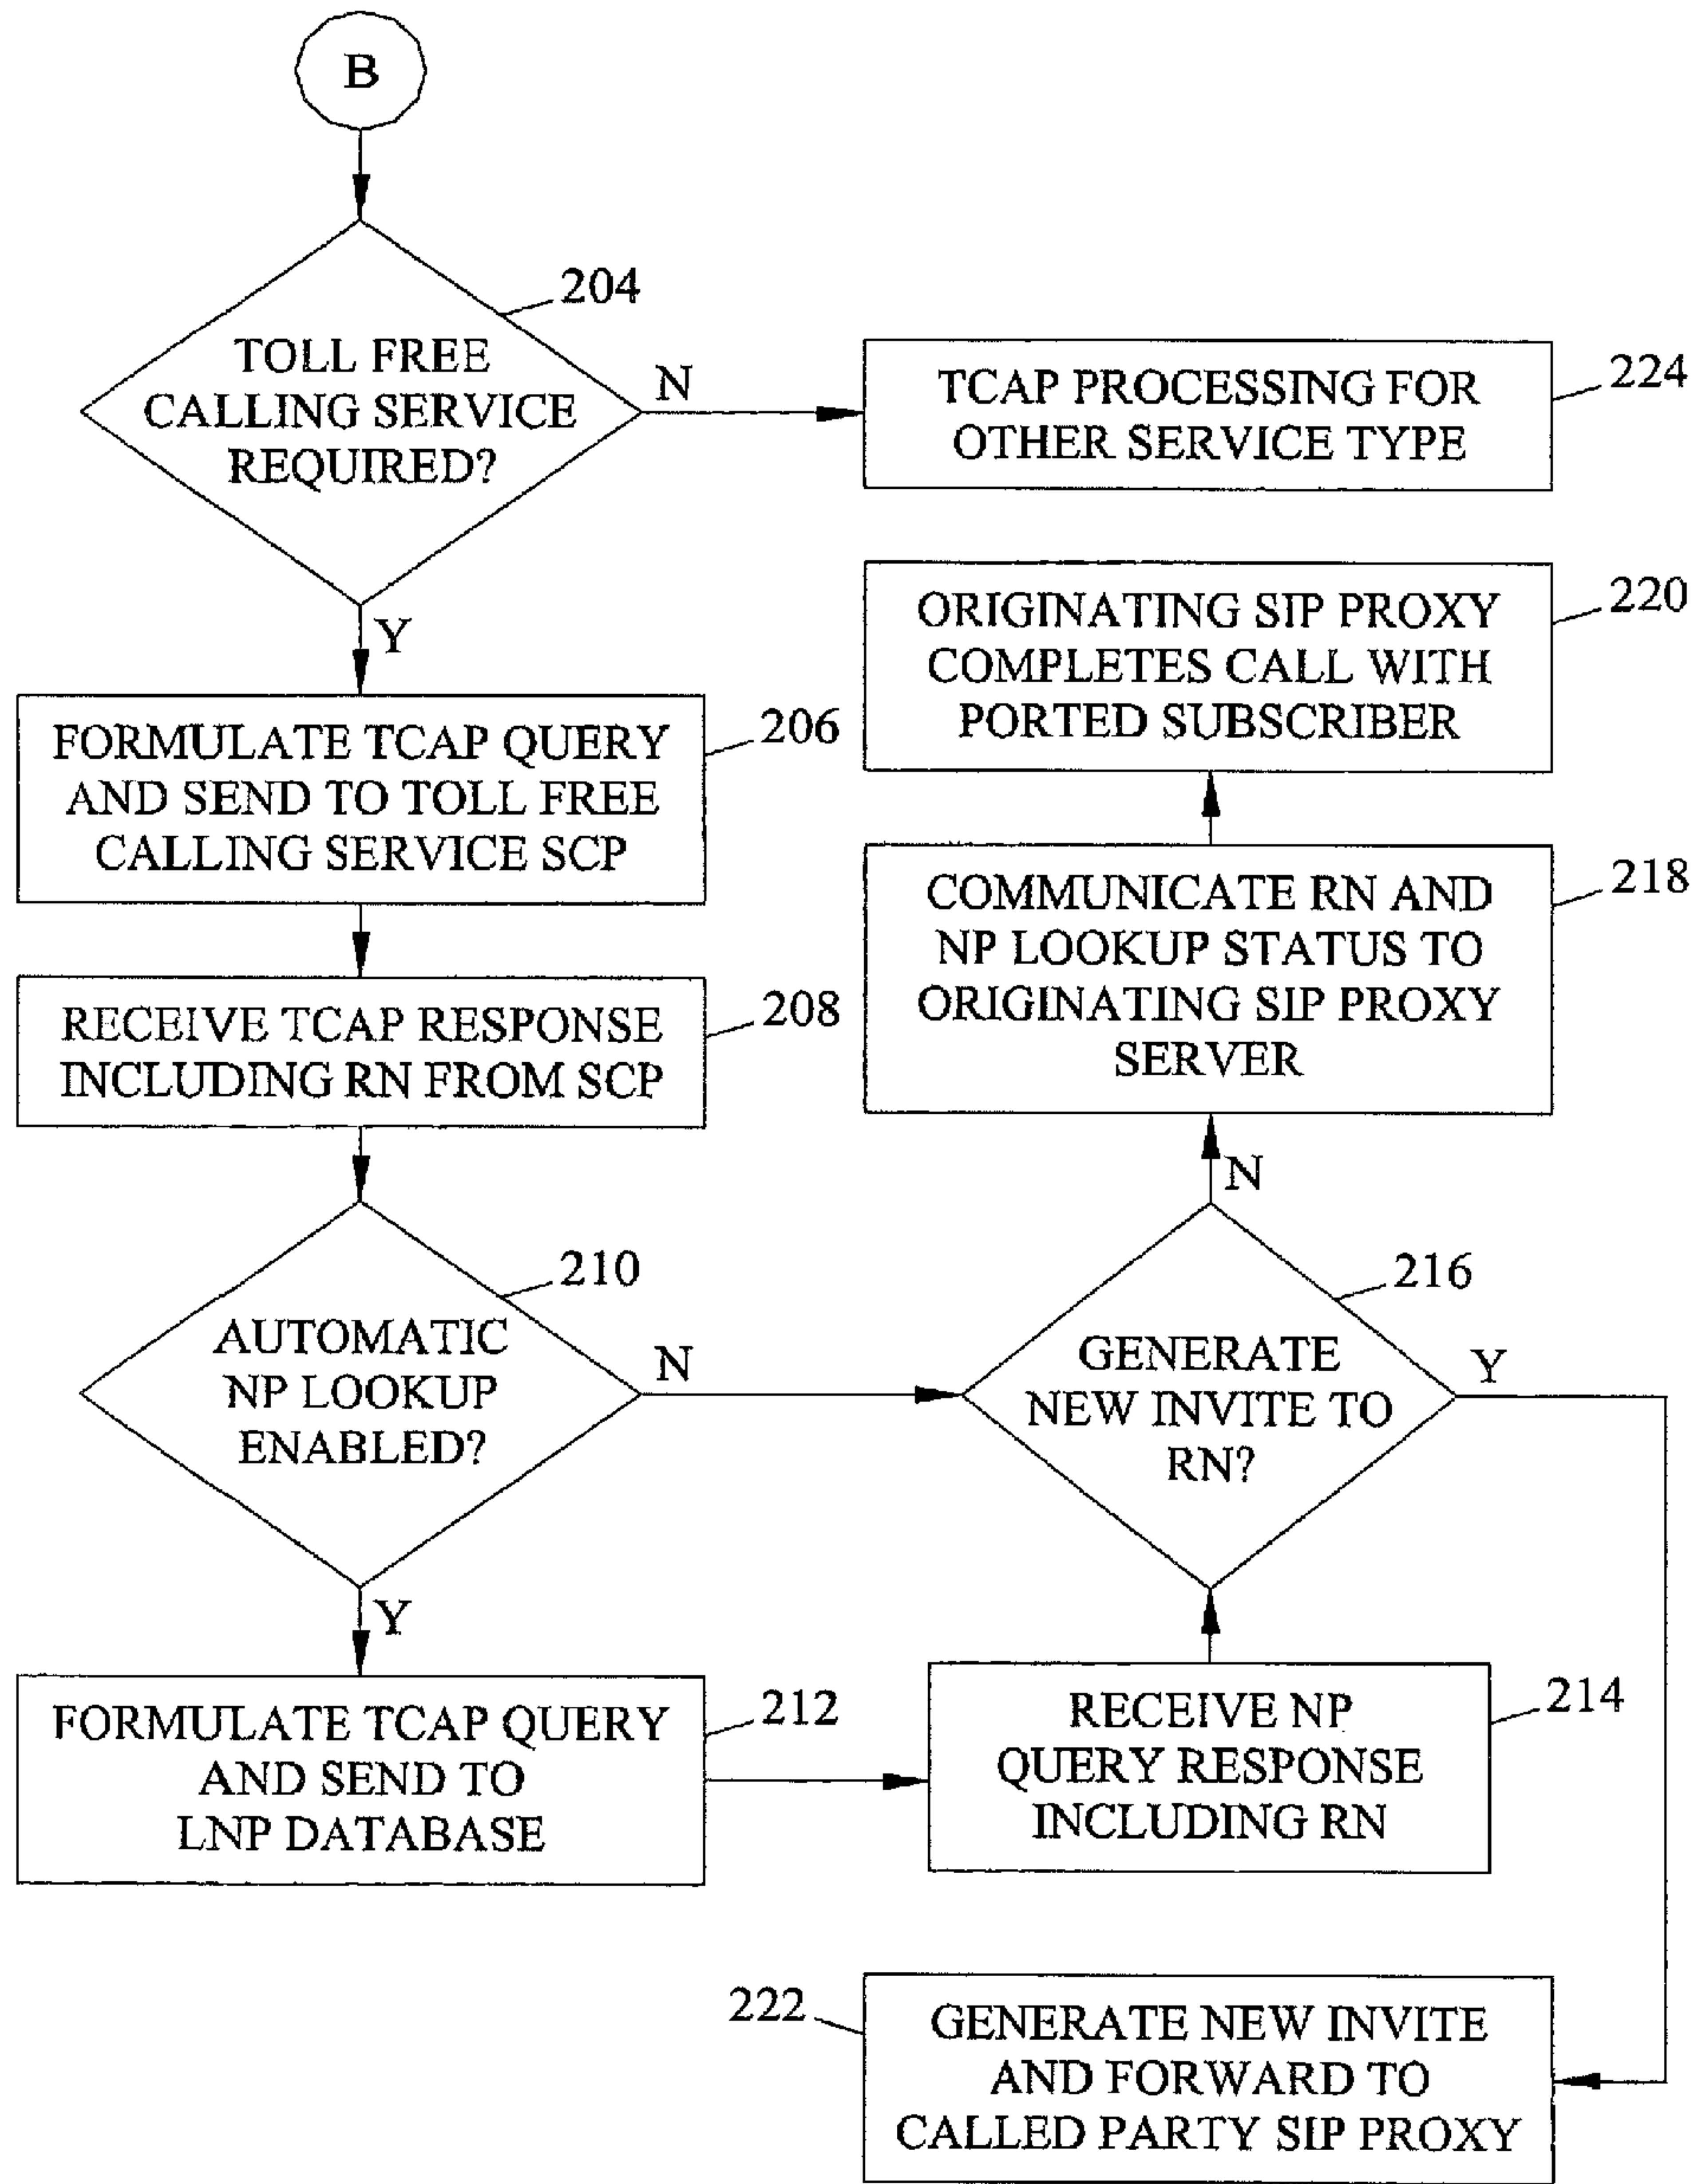 B
204
TOLL FREE
CALLING SERVICE
REQUIRED?
N
Y
TCAP PROCESSING FOR
OTHER SERVICE TYPE
224
FORMULATE TCAP QUERY
AND SEND TO TOLL FREE
CALLING SERVICE SCP
206
RECEIVE TCAP RESPONSE
INCLUDING RN FROM SCP
208
210
AUTOMATIC
NP LOOKUP
ENABLED?
N
Y
FORMULATE TCAP QUERY
AND SEND TO
LNP DATABASE
212
RECEIVE NP
QUERY RESPONSE
INCLUDING RN
214
216
GENERATE
NEW INVITE TO
RN?
N
Y
COMMUNICATE RN AND
NP LOOKUP STATUS TO
ORIGINATING SIP PROXY
SERVER
218
ORIGINATING SIP PROXY
COMPLETES CALL WITH
PORTED SUBSCRIBER
220
222
GENERATE NEW INVITE
AND FORWARD TO
CALLED PARTY SIP PROXY